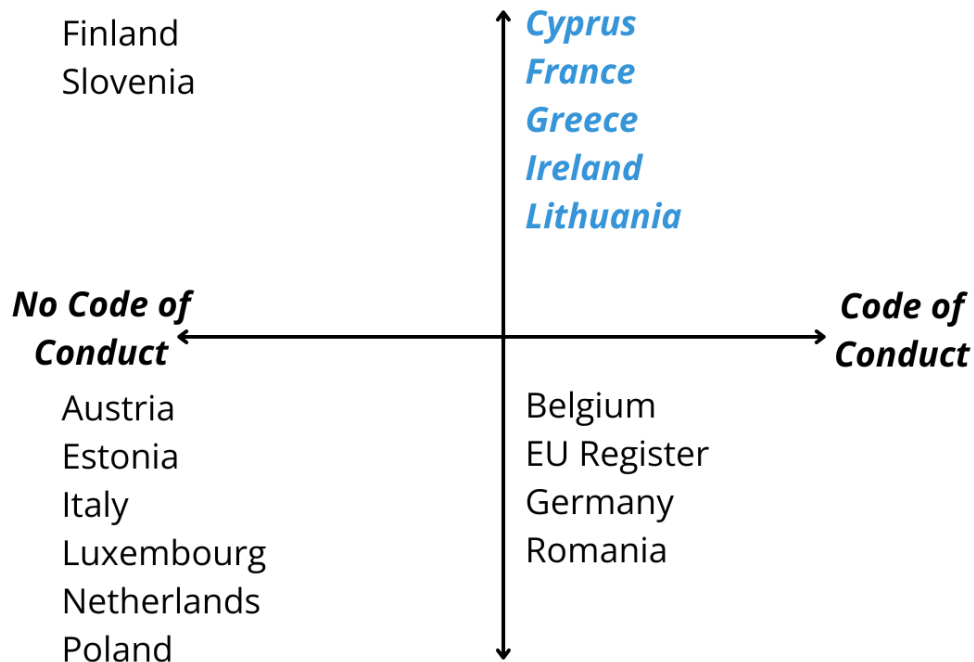 Finland
Slovenia
Cyprus
France
Greece
Ireland
Lithuania
No Code of
Conduct
Code of
Conduct
Austria
Estonia
Italy
Luxembourg
Netherlands
Poland
Belgium
EU Register
Germany
Romania